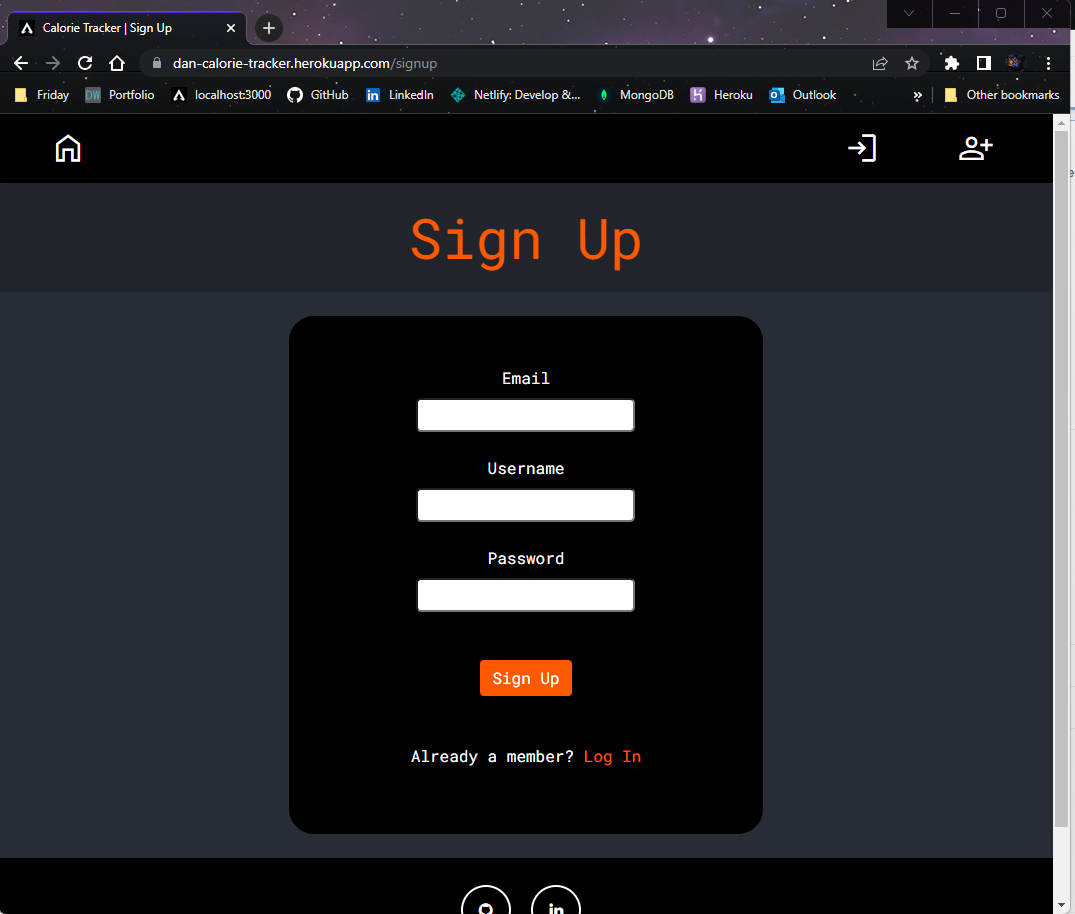 Calorie Tracker | Sign Up
dan-calorie-tracker.herokuapp.com/signup
Friday DW Portfolio localhost:3000 GitHub in LinkedIn Netlify: Develop &... MongoDB Heroku Outlook » Other bookmarks
Sign Up
Email
Username
Password
Sign Up
Already a member? Log In
in